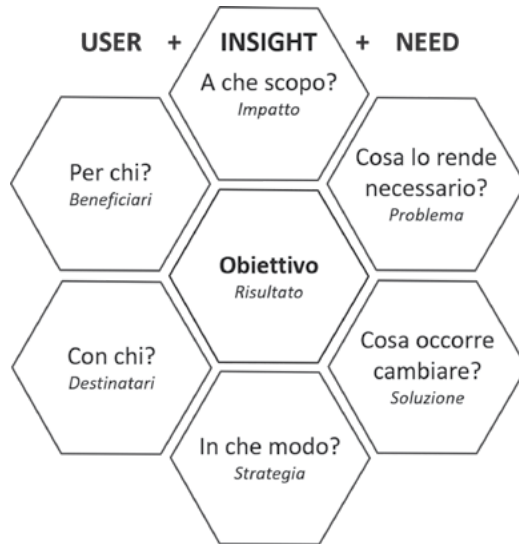 USER + INSIGHT + NEED
A che scopo?
Impatto
Per chi?
Beneficiari
Cosa lo rende
necessario?
Problema
Obiettivo
Risultato
Con chi?
Destinatari
Cosa occorre
cambiare?
Soluzione
In che modo?
Strategia